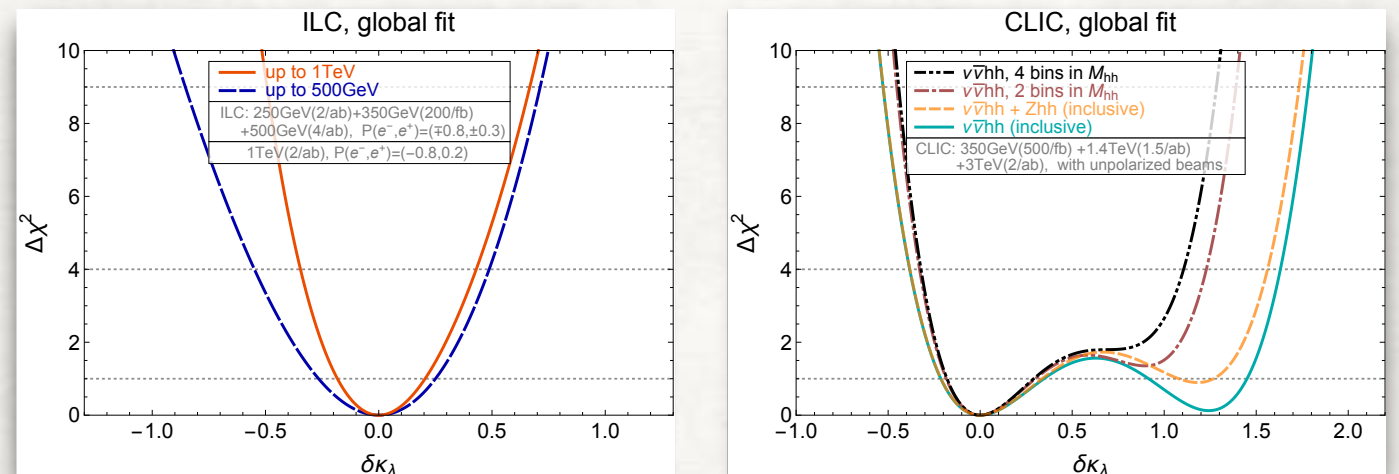 ILC, global fit
10
8
6
4
2
0
Δχ²
up to 1TeV
up to 500GeV
ILC: 250GeV(2/ab)+350GeV(200/fb)
+500GeV(4/ab), P(e⁻,e⁺)=(∓0.8,±0.3)
1TeV(2/ab), P(e⁻,e⁺)=(−0.8,0.2)
−1.0 −0.5 0.0 0.5 1.0
δκ_λ
CLIC, global fit
10
8
6
4
2
0
Δχ²
νν̄hh, 4 bins in M_hh
νν̄hh, 2 bins in M_hh
νν̄hh + Zhh (inclusive)
νν̄hh (inclusive)
CLIC: 350GeV(500/fb) +1.4TeV(1.5/ab)
+3TeV(2/ab), with unpolarized beams
−1.0 −0.5 0.0 0.5 1.0 1.5 2.0
δκ_λ